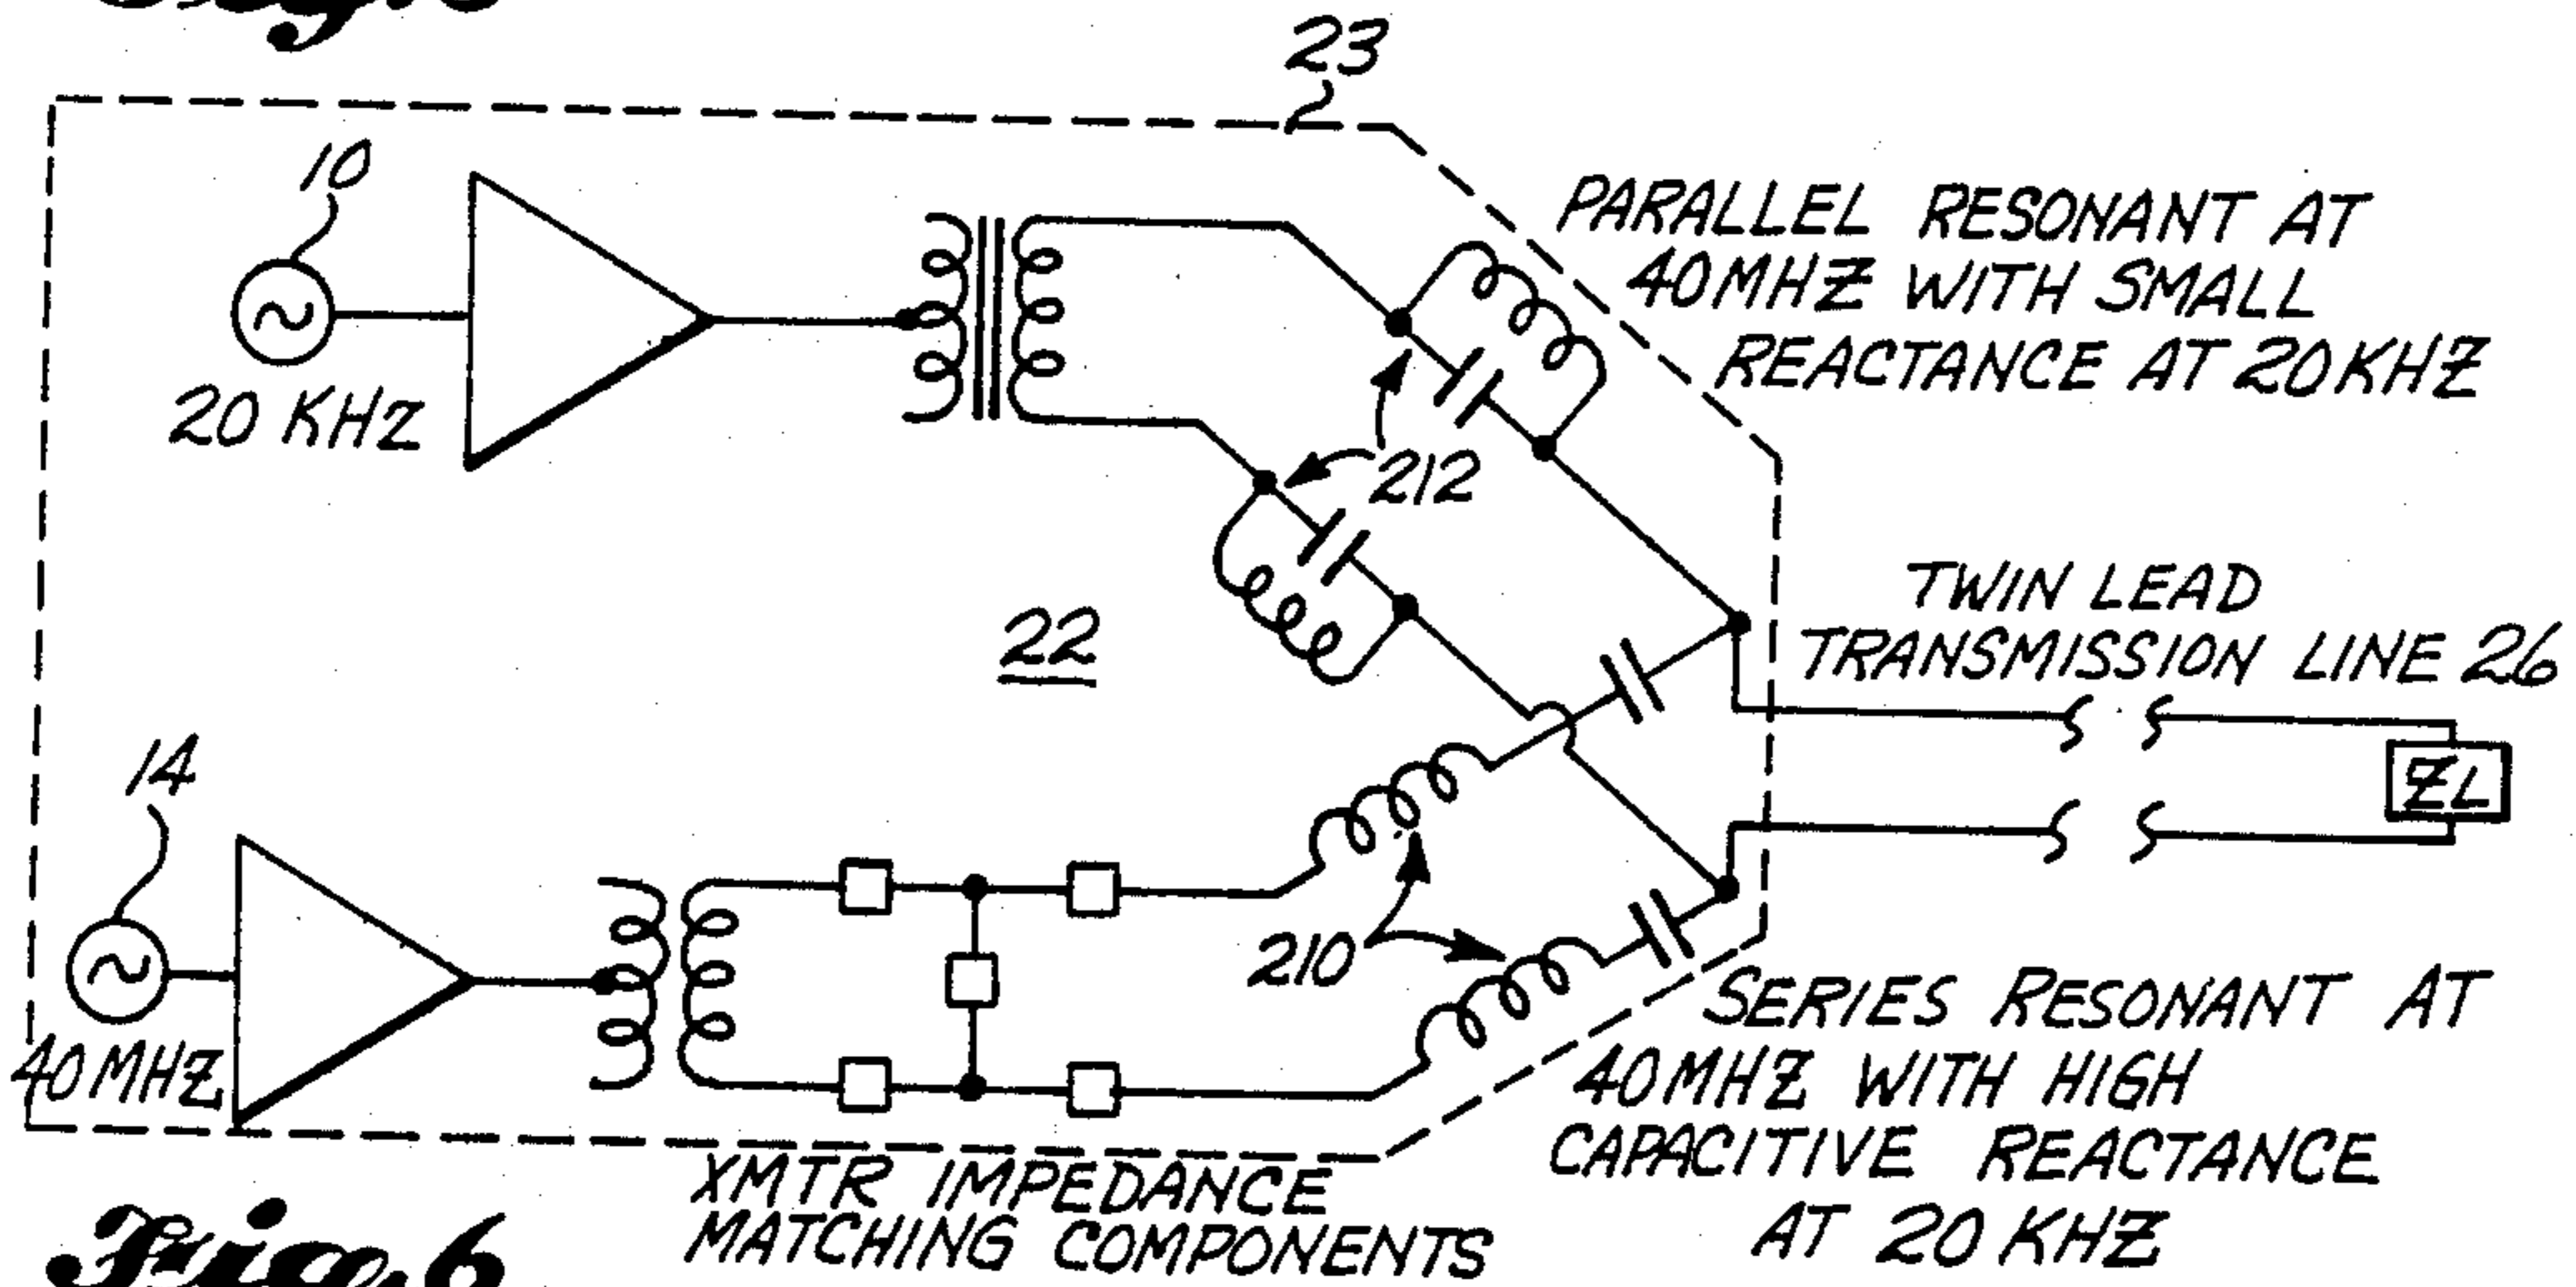 23
10
20 KHZ
PARALLEL RESONANT AT
40MHZ WITH SMALL
REACTANCE AT 20KHZ
212
22
TWIN LEAD
TRANSMISSION LINE 26
ZL
14
40MHZ
210
SERIES RESONANT AT
40MHZ WITH HIGH
CAPACITIVE REACTANCE
AT 20 KHZ
XMTR IMPEDANCE
MATCHING COMPONENTS
Fig. 6